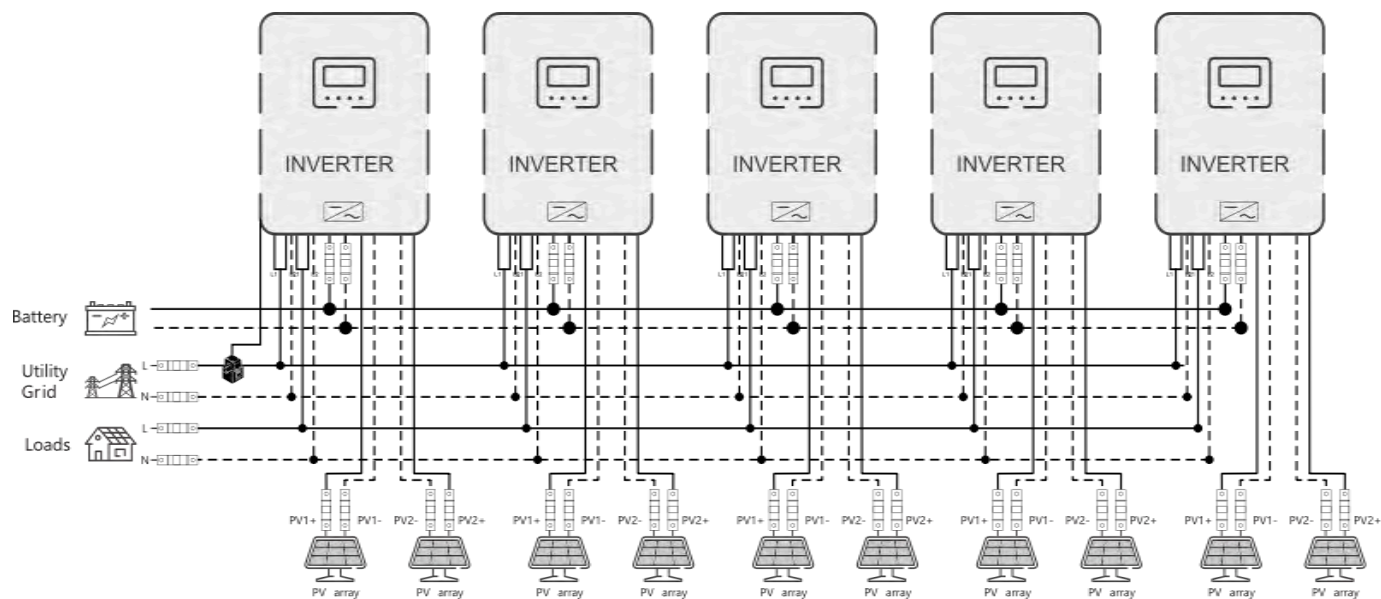 INVERTER INVERTER INVERTER INVERTER INVERTER
Battery
Utility
Grid
L
N
Loads
L
N
PV1+ PV1- PV2- PV2+ PV1+ PV1- PV2- PV2+ PV1+ PV1- PV2- PV2+ PV1+ PV1- PV2- PV2+ PV1+ PV1- PV2- PV2+
PV array PV array PV array PV array PV array PV array PV array PV array PV array PV array